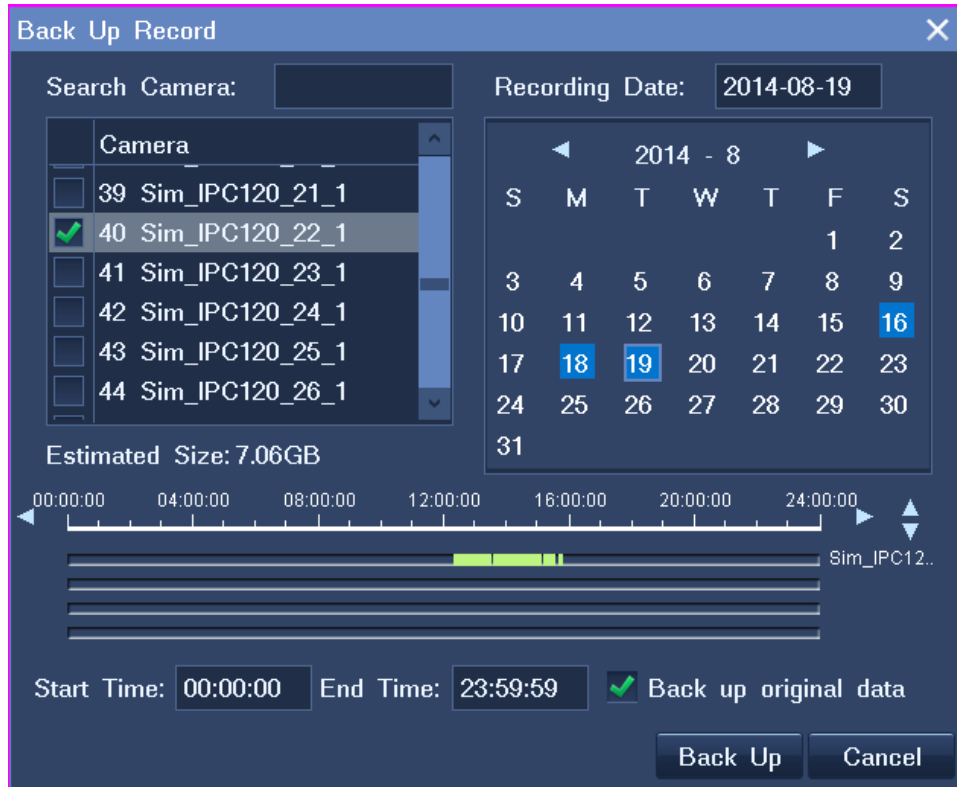 Back Up Record
Search Camera:
Recording Date: 2014-08-19
Camera
39 Sim_IPC120_21_1
40 Sim_IPC120_22_1
41 Sim_IPC120_23_1
42 Sim_IPC120_24_1
43 Sim_IPC120_25_1
44 Sim_IPC120_26_1
2014 - 8
S M T W T F S
1 2
3 4 5 6 7 8 9
10 11 12 13 14 15 16
17 18 19 20 21 22 23
24 25 26 27 28 29 30
31
Estimated Size: 7.06GB
00:00:00 04:00:00 08:00:00 12:00:00 16:00:00 20:00:00 24:00:00
Sim_IPC12..
Start Time: 00:00:00 End Time: 23:59:59 Back up original data
Back Up Cancel